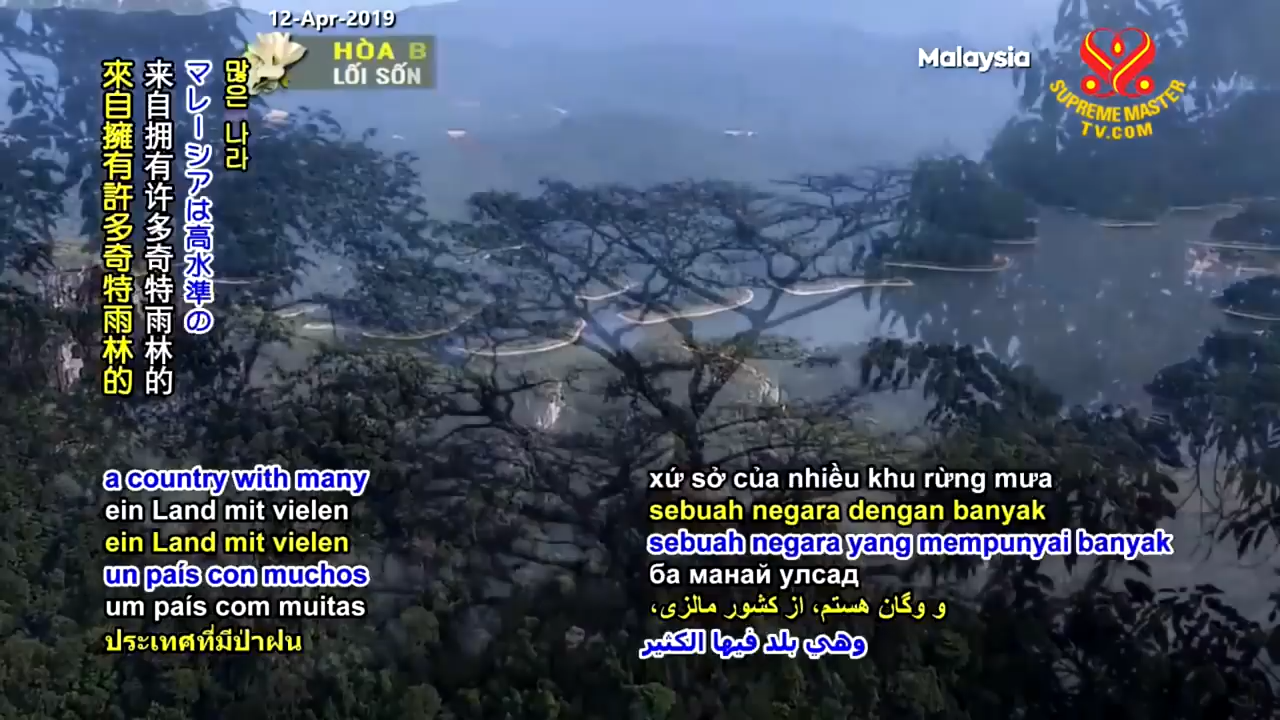 12-Apr-2019
HÒA B
LỐI SỐN
Malaysia
SUPREME MASTER
TV.COM
많은 나라
マレーシアは高水準の
来自拥有许多奇特雨林的
來自擁有許多奇特雨林的
a country with many
ein Land mit vielen
ein Land mit vielen
un país con muchos
um país com muitas
ประเทศที่มีป่าฝน
xứ sở của nhiều khu rừng mưa
sebuah negara dengan banyak
sebuah negara yang mempunyai banyak
ба манай улсад
و وگان هستم، از کشور مالزی،
وهي بلد فيها الكثير